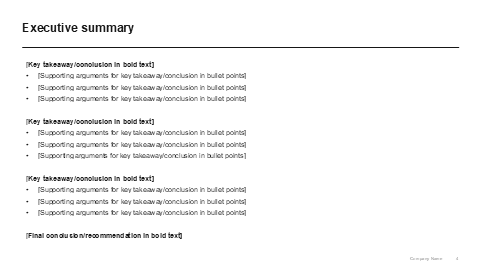 Executive summary
[Key takeaway/conclusion in bold text]
• [Supporting arguments for key takeaway/conclusion in bullet points]
• [Supporting arguments for key takeaway/conclusion in bullet points]
• [Supporting arguments for key takeaway/conclusion in bullet points]
[Key takeaway/conclusion in bold text]
• [Supporting arguments for key takeaway/conclusion in bullet points]
• [Supporting arguments for key takeaway/conclusion in bullet points]
• [Supporting arguments for key takeaway/conclusion in bullet points]
[Key takeaway/conclusion in bold text]
• [Supporting arguments for key takeaway/conclusion in bullet points]
• [Supporting arguments for key takeaway/conclusion in bullet points]
• [Supporting arguments for key takeaway/conclusion in bullet points]
[Final conclusion/recommendation in bold text]
Company Name